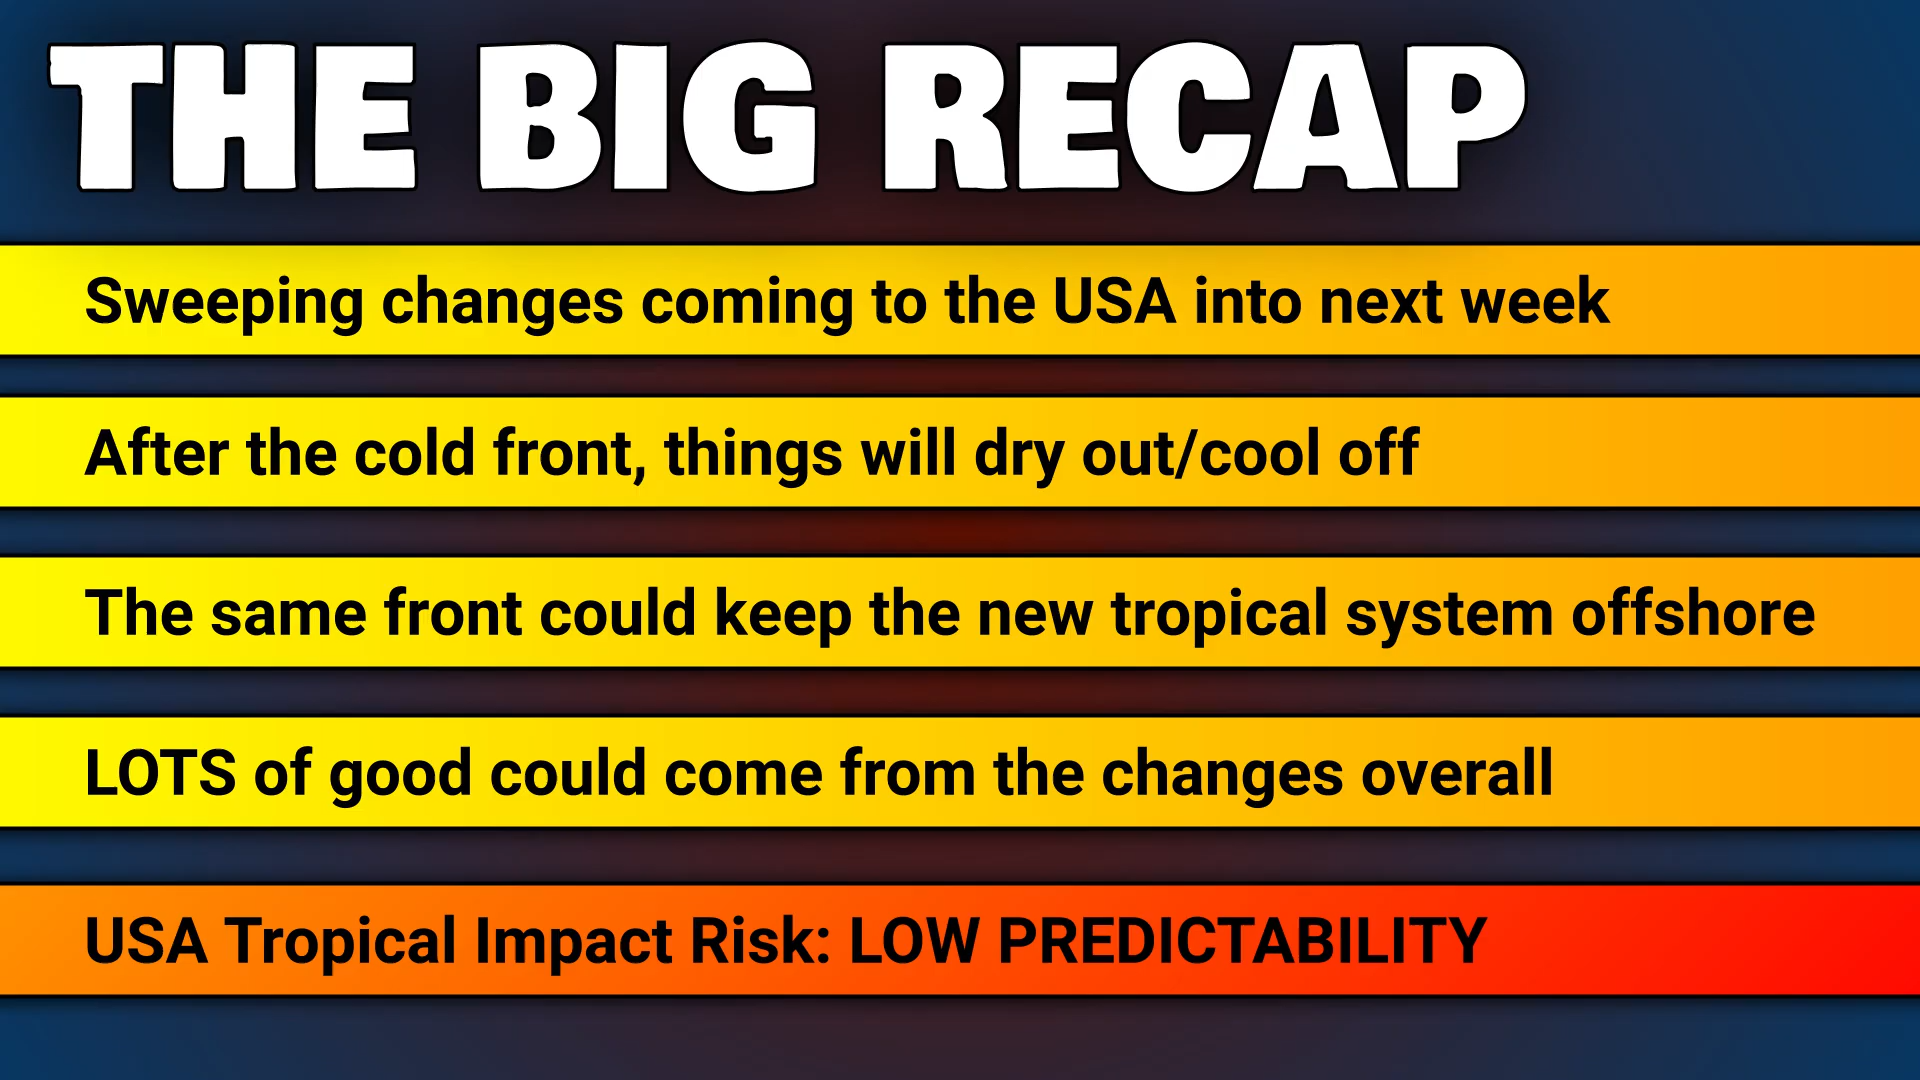 THE BIG RECAP
Sweeping changes coming to the USA into next week
After the cold front, things will dry out/cool off
The same front could keep the new tropical system offshore
LOTS of good could come from the changes overall
USA Tropical Impact Risk: LOW PREDICTABILITY